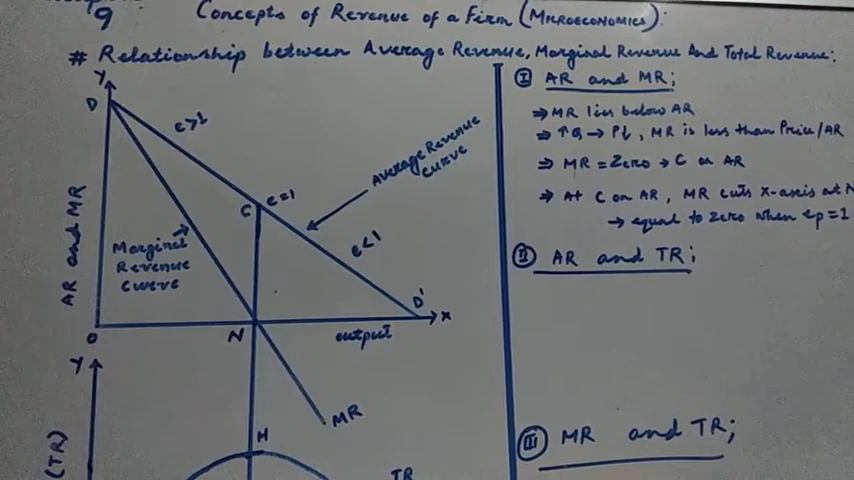 9
Concepts of Revenue of a Firm (MICROECONOMICS):
# Relationship between Average Revenue, Marginal Revenue And Total Revenue:
Y
D
e>1
C e=1
Average Revenue
Curve
e<1
AR and MR
Marginal
Revenue
Curve
D'
X
O
N
output
MR
Y
H
(TR)
TR
I AR and MR;
⇒ MR lies below AR
⇒ ↑Q → P↓, MR is less than Price/AR
⇒ MR = Zero → C on AR
⇒ At C on AR, MR cuts X-axis at N
→ equal to zero when ep=1
II AR and TR;
III MR and TR;